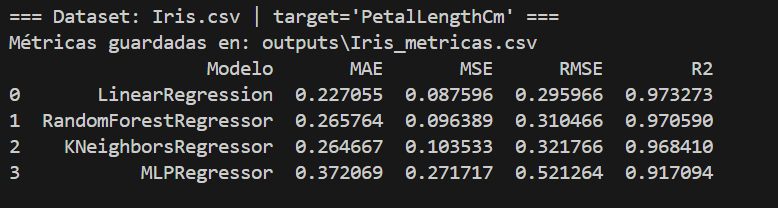 === Dataset: Iris.csv | target='PetalLengthCm' ===
Métricas guardadas en: outputs\Iris_metricas.csv
Modelo MAE MSE RMSE R2
0 LinearRegression 0.227055 0.087596 0.295966 0.973273
1 RandomForestRegressor 0.265764 0.096389 0.310466 0.970590
2 KNeighborsRegressor 0.264667 0.103533 0.321766 0.968410
3 MLPRegressor 0.372069 0.271717 0.521264 0.917094